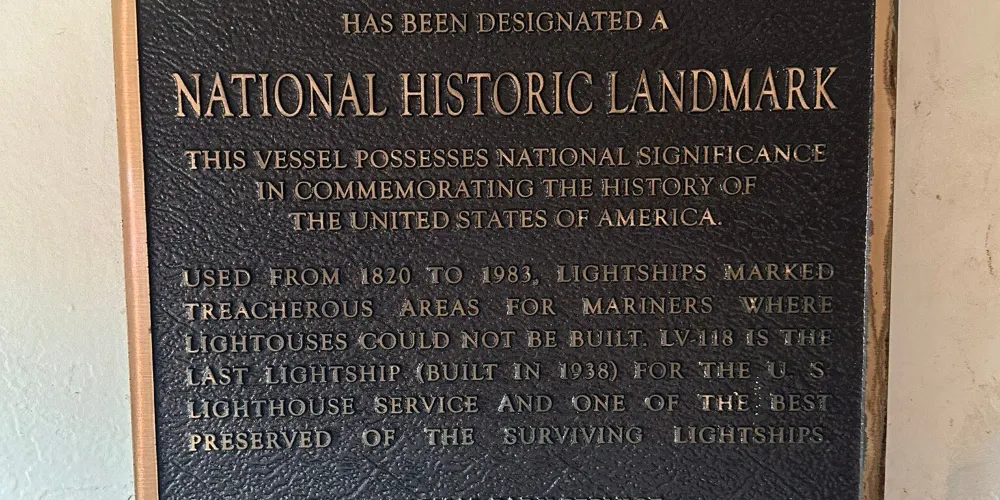 HAS BEEN DESIGNATED A
NATIONAL HISTORIC LANDMARK
THIS VESSEL POSSESSES NATIONAL SIGNIFICANCE
IN COMMEMORATING THE HISTORY OF
THE UNITED STATES OF AMERICA.
USED FROM 1820 TO 1983, LIGHTSHIPS MARKED
TREACHEROUS AREAS FOR MARINERS WHERE
LIGHTOUSES COULD NOT BE BUILT. LV-118 IS THE
LAST LIGHTSHIP (BUILT IN 1938) FOR THE U. S.
LIGHTHOUSE SERVICE AND ONE OF THE BEST
PRESERVED OF THE SURVIVING LIGHTSHIPS.